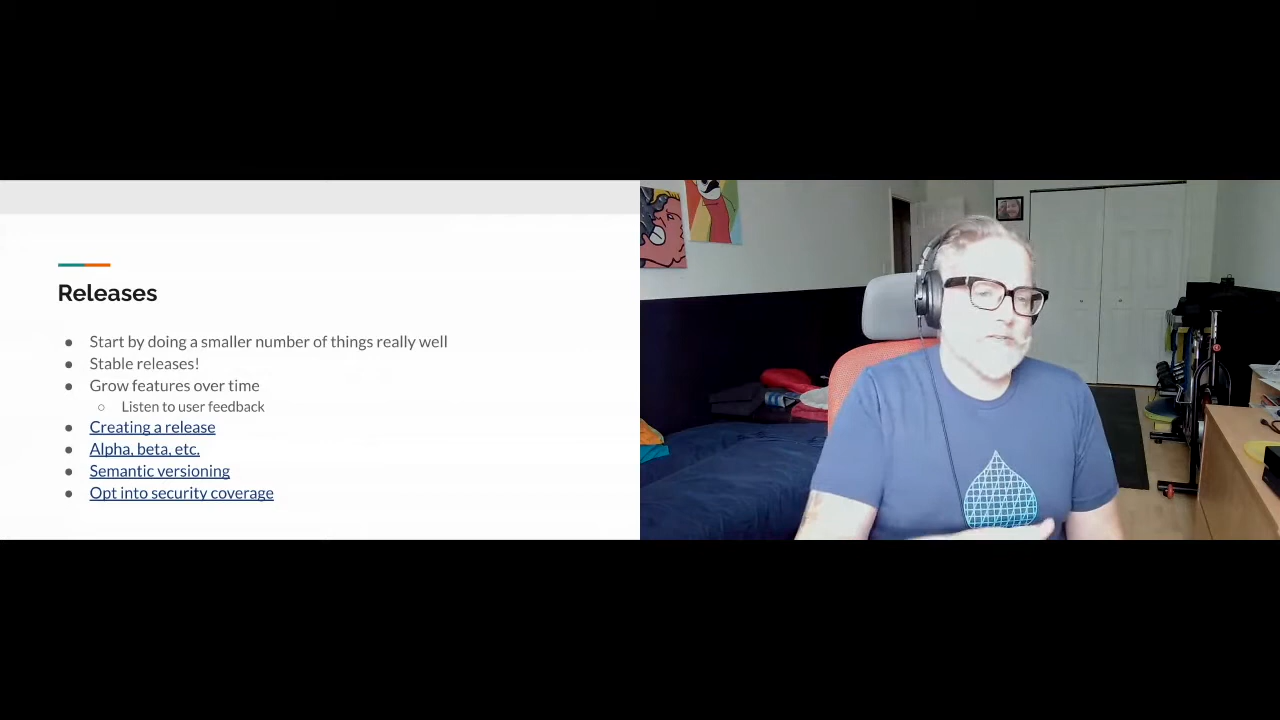 Releases
Start by doing a smaller number of things really well
Stable releases!
Grow features over time
Listen to user feedback
Creating a release
Alpha, beta, etc.
Semantic versioning
Opt into security coverage